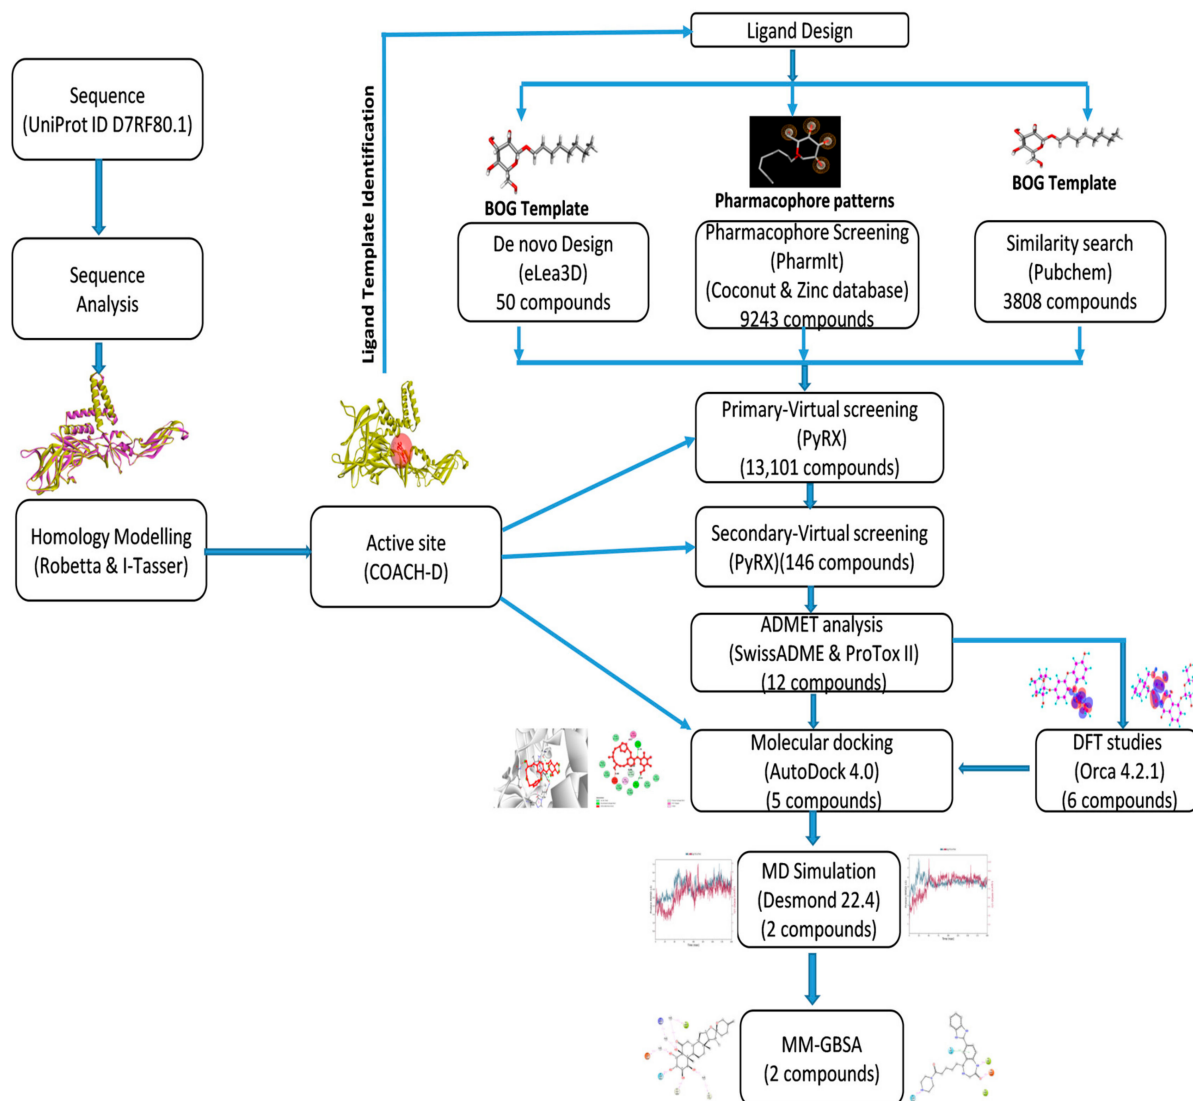 Ligand Design
Sequence
(UniProt ID D7RF80.1)
Sequence
Analysis
Homology Modelling
(Robetta & I-Tasser)
Active site
(COACH-D)
Ligand Template Identification
BOG Template
De novo Design
(eLea3D)
50 compounds
Pharmacophore patterns
Pharmacophore Screening
(PharmIt)
(Coconut & Zinc database)
9243 compounds
BOG Template
Similarity search
(Pubchem)
3808 compounds
Primary-Virtual screening
(PyRX)
(13,101 compounds)
Secondary-Virtual screening
(PyRX)(146 compounds)
ADMET analysis
(SwissADME & ProTox II)
(12 compounds)
DFT studies
(Orca 4.2.1)
(6 compounds)
Molecular docking
(AutoDock 4.0)
(5 compounds)
MD Simulation
(Desmond 22.4)
(2 compounds)
MM-GBSA
(2 compounds)